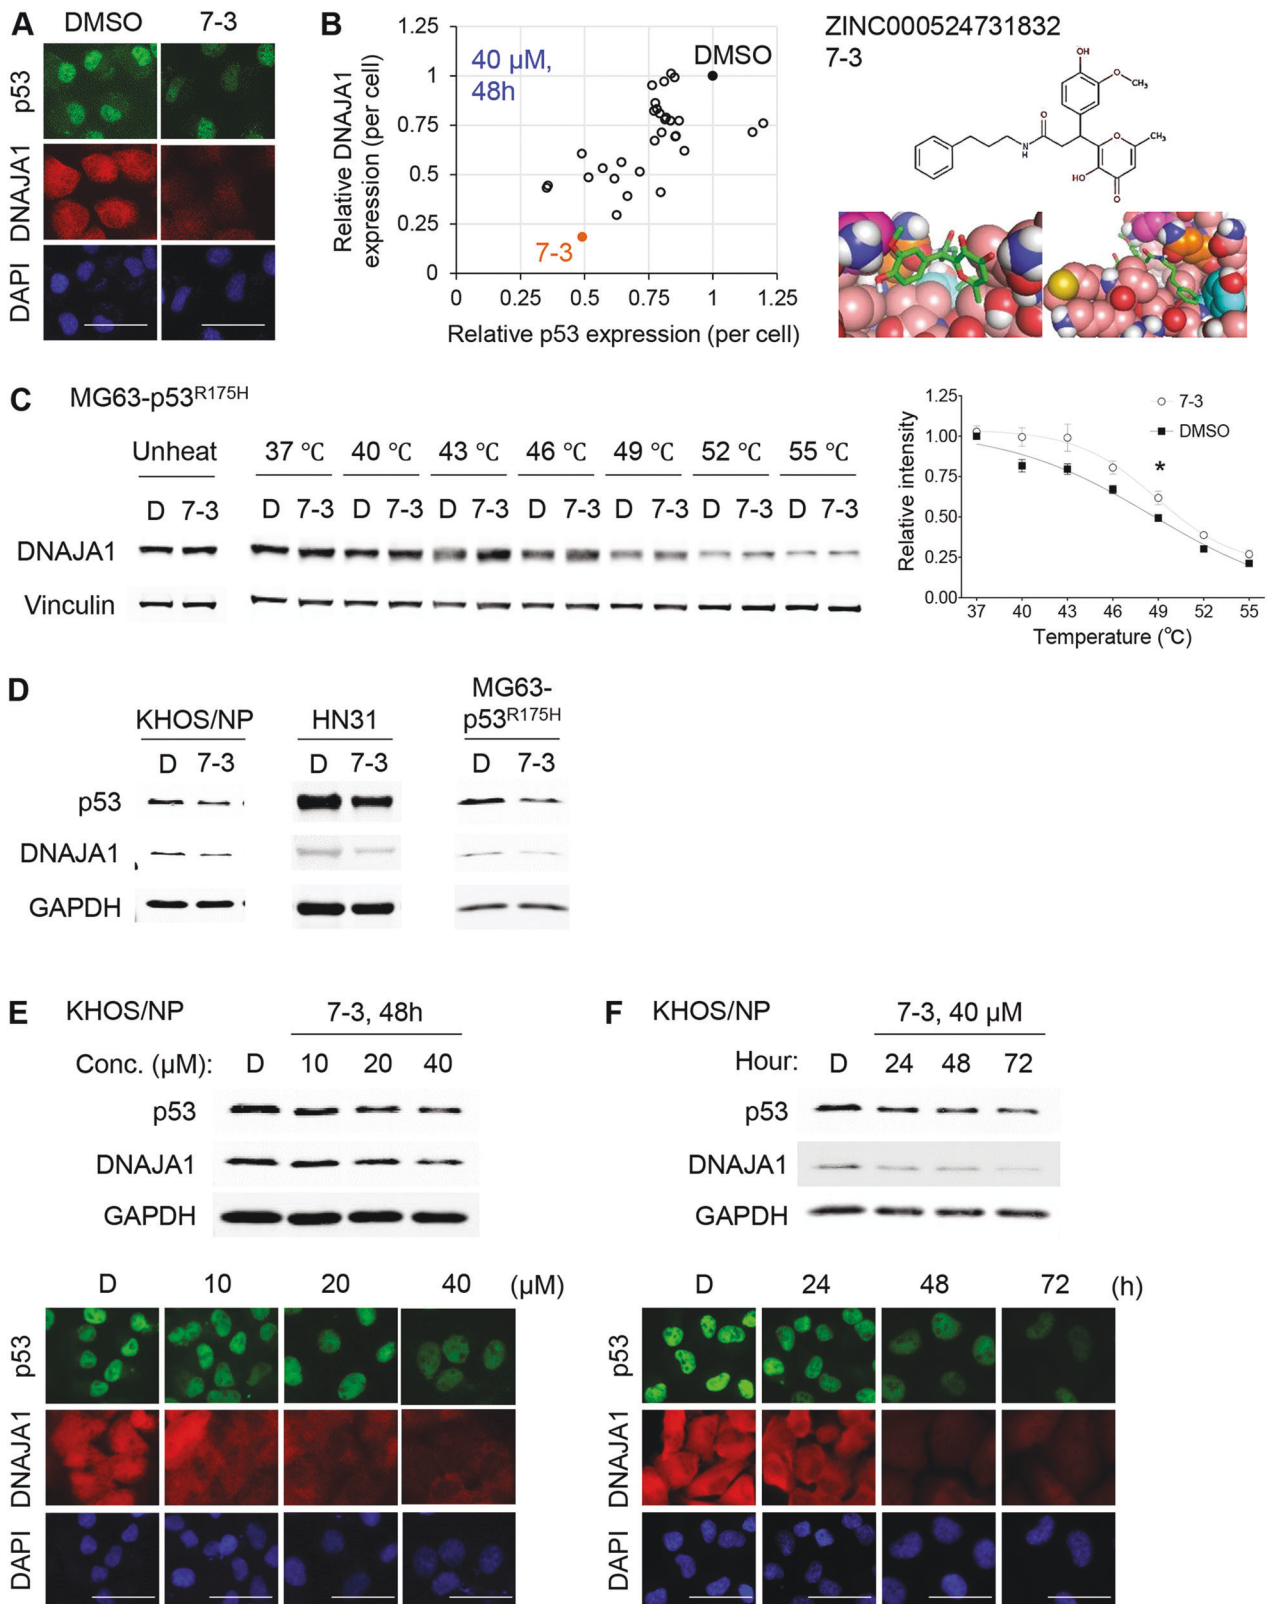 A
DMSO 7-3
p53
DNAJA1
DAPI
B
Relative DNAJA1
expression (per cell)
1.25
1
0.75
0.5
0.25
0
40 µM,
48h
DMSO
7-3
0 0.25 0.5 0.75 1 1.25
Relative p53 expression (per cell)
ZINC000524731832
7-3
OH
O
CH₃
O
N
H
O
CH₃
HO
O
C
MG63-p53R175H
Unheat 37 °C 40 °C 43 °C 46 °C 49 °C 52 °C 55 °C
D 7-3 D 7-3 D 7-3 D 7-3 D 7-3 D 7-3 D 7-3 D 7-3
DNAJA1
Vinculin
Relative intensity
1.25
1.00
0.75
0.50
0.25
0.00
7-3
DMSO
*
37 40 43 46 49 52 55
Temperature (°C)
D
KHOS/NP HN31 MG63-
p53R175H
D 7-3 D 7-3 D 7-3
p53
DNAJA1
GAPDH
E
KHOS/NP 7-3, 48h
Conc. (µM): D 10 20 40
p53
DNAJA1
GAPDH
D 10 20 40 (µM)
p53
DNAJA1
DAPI
F
KHOS/NP 7-3, 40 µM
Hour: D 24 48 72
p53
DNAJA1
GAPDH
D 24 48 72 (h)
p53
DNAJA1
DAPI